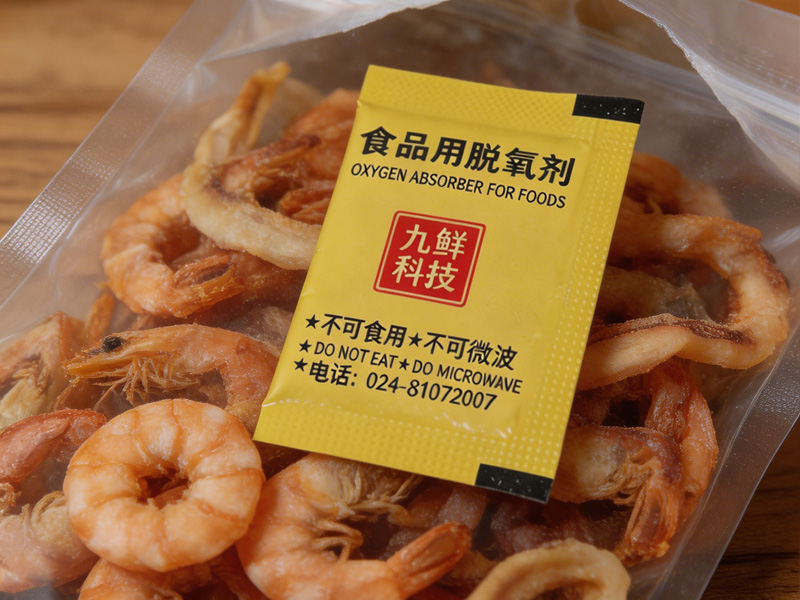 食品用脱氧剂
OXYGEN ABSORBER FOR FOODS
九鲜
科技
★不可食用★不可微波
★DO NOT EAT★DO MICROWAVE
★电话：024-81072007